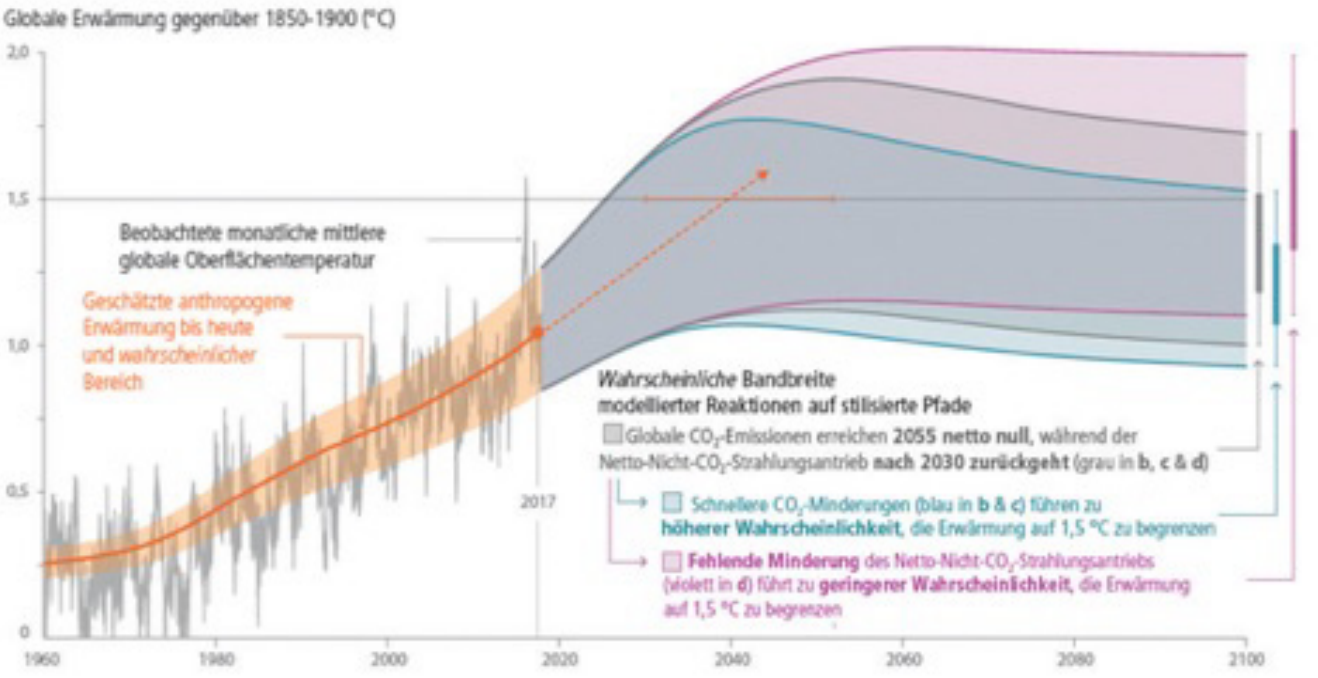 Globale Erwärmung gegenüber 1850-1900 (°C)
2,0
1,5
1,0
0,5
0
Beobachtete monatliche mittlere
globale Oberflächentemperatur
Geschätzte anthropogene
Erwärmung bis heute
und wahrscheinlicher
Bereich
2017
Wahrscheinliche Bandbreite
modellierter Reaktionen auf stilisierte Pfade
Globale CO₂-Emissionen erreichen 2055 netto null, während der
Netto-Nicht-CO₂-Strahlungsantrieb nach 2030 zurückgeht (grau in b, c & d)
Schnellere CO₂-Minderungen (blau in b & c) führen zu
höherer Wahrscheinlichkeit, die Erwärmung auf 1,5 °C zu begrenzen
Fehlende Minderung des Netto-Nicht-CO₂-Strahlungsantriebs
(violett in d) führt zu geringerer Wahrscheinlichkeit, die Erwärmung
auf 1,5 °C zu begrenzen
1960 1980 2000 2020 2040 2060 2080 2100